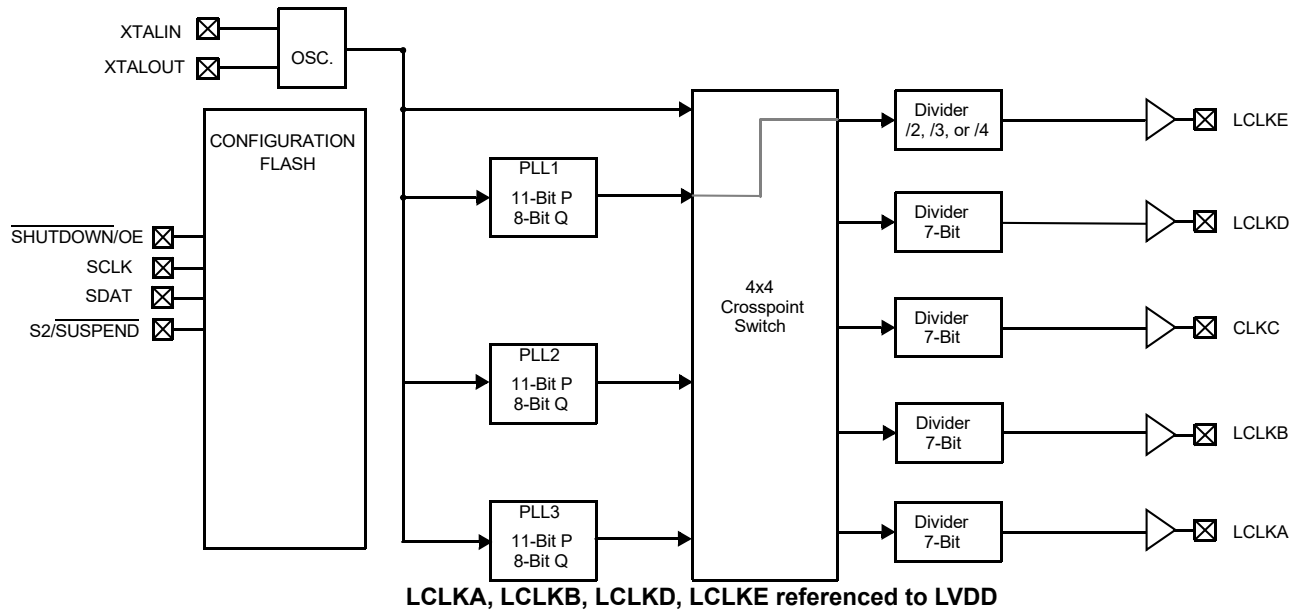 XTALIN
XTALOUT
OSC.
CONFIGURATION
FLASH
SHUTDOWN/OE
SCLK
SDAT
S2/SUSPEND
PLL1
11-Bit P
8-Bit Q
PLL2
11-Bit P
8-Bit Q
PLL3
11-Bit P
8-Bit Q
4x4
Crosspoint
Switch
Divider
/2, /3, or /4
LCLKE
Divider
7-Bit
LCLKD
Divider
7-Bit
CLKC
Divider
7-Bit
LCLKB
Divider
7-Bit
LCLKA
LCLKA, LCLKB, LCLKD, LCLKE referenced to LVDD